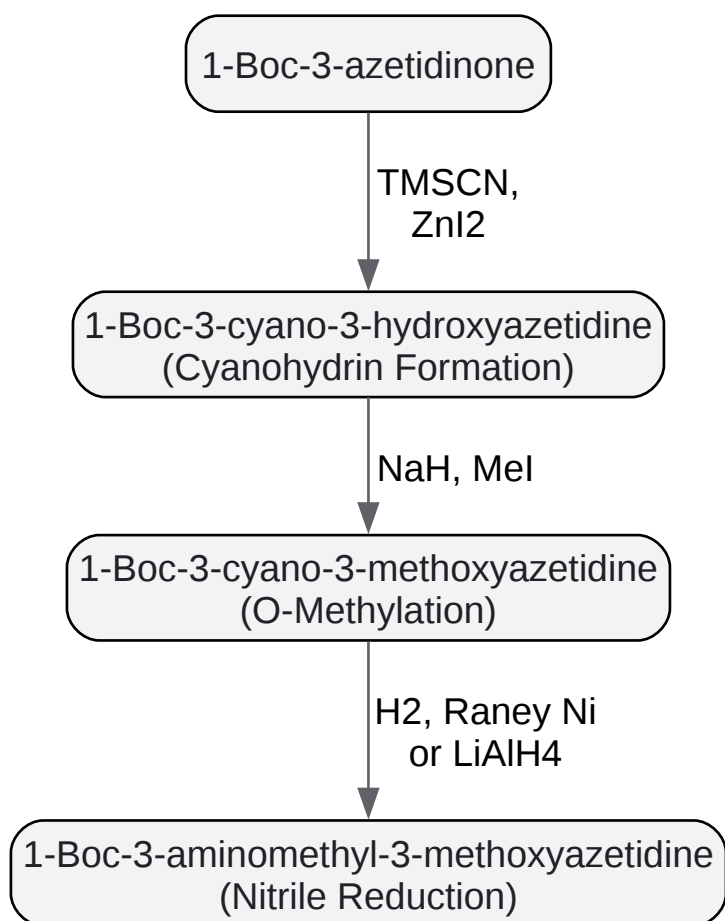 1-Boc-3-azetidinone
TMSCN,
ZnI2
1-Boc-3-cyano-3-hydroxyazetidine
(Cyanohydrin Formation)
NaH, MeI
1-Boc-3-cyano-3-methoxyazetidine
(O-Methylation)
H2, Raney Ni
or LiAlH4
1-Boc-3-aminomethyl-3-methoxyazetidine
(Nitrile Reduction)